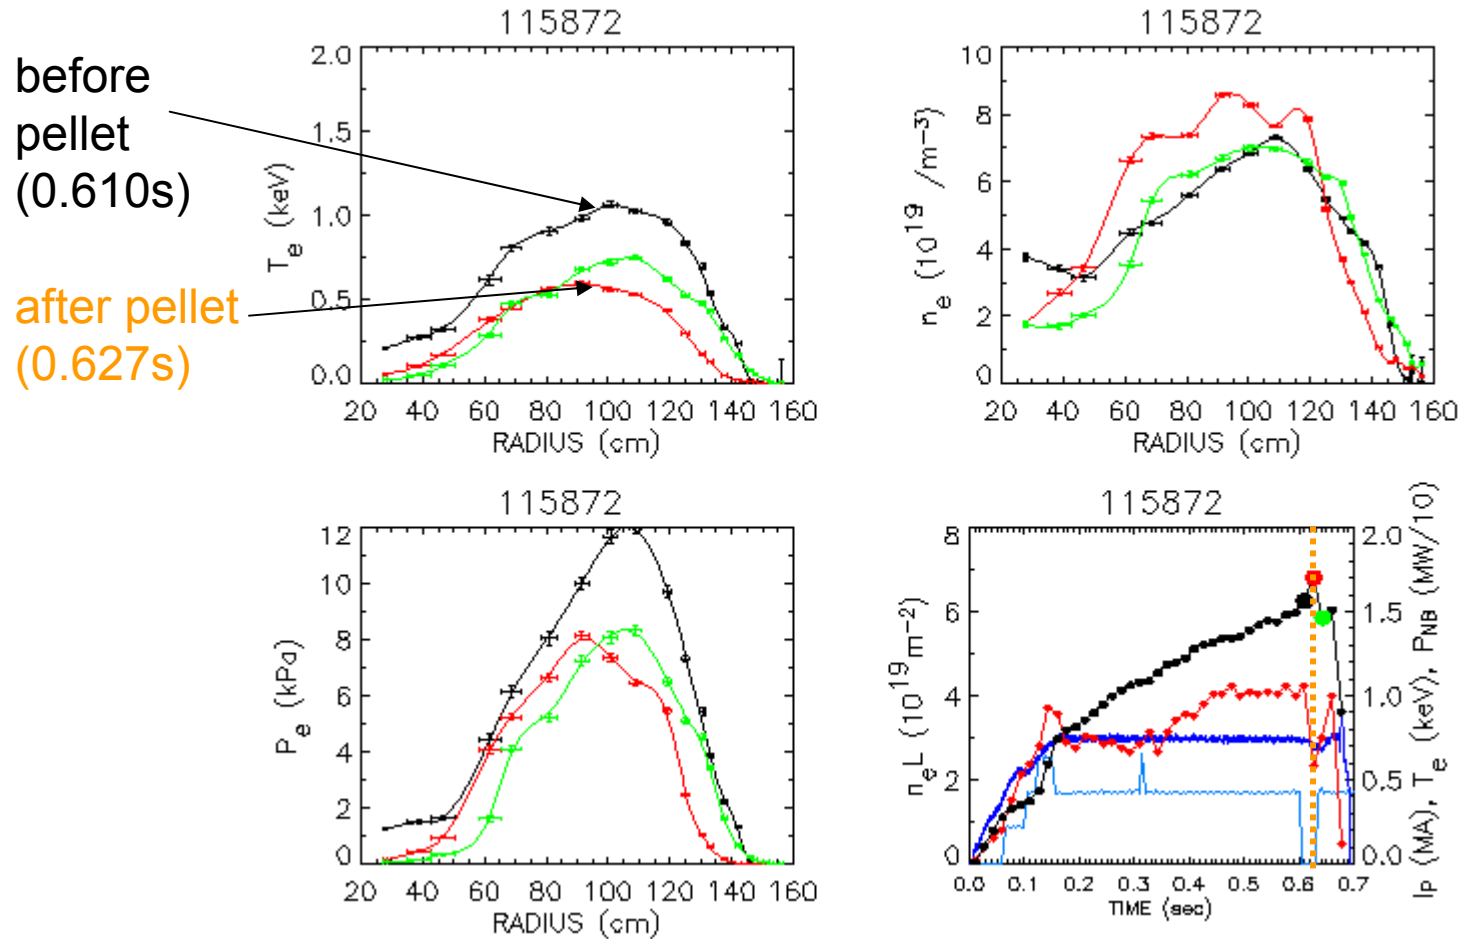 before
pellet
(0.610s)
after pellet
(0.627s)
115872
2.0
1.5
1.0
0.5
0.0
T_e (keV)
20 40 60 80 100 120 140 160
RADIUS (cm)
115872
10
8
6
4
2
0
n_e (10^19 /m-3)
20 40 60 80 100 120 140 160
RADIUS (cm)
115872
12
10
8
6
4
2
0
P_e (kPa)
20 40 60 80 100 120 140 160
RADIUS (cm)
115872
8
6
4
2
0
n_eL (10^19 m^-2)
2.0
1.5
1.0
0.5
0.0
I_P (MA), T_e (keV), P_NB (MW/10)
0.0 0.1 0.2 0.3 0.4 0.5 0.6 0.7
TIME (sec)